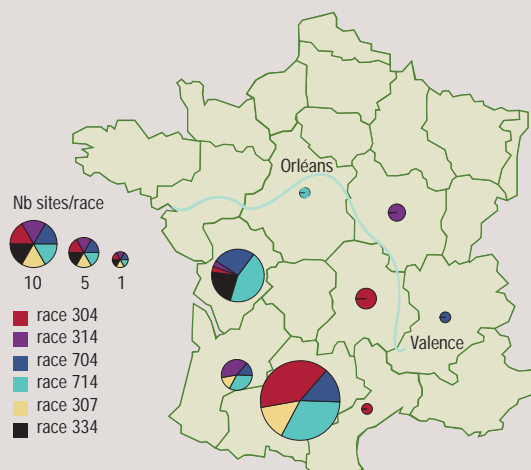 Orléans
Nb sites/race
10 5 1
race 304
race 314
race 704
race 714
race 307
race 334
Valence